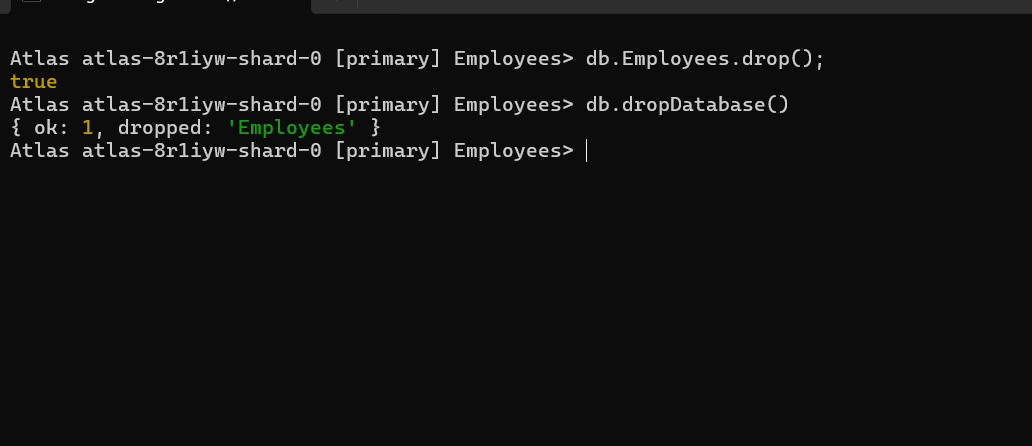 Atlas atlas-8r1iyw-shard-0 [primary] Employees> db.Employees.drop();
true
Atlas atlas-8r1iyw-shard-0 [primary] Employees> db.dropDatabase()
{ ok: 1, dropped: 'Employees' }
Atlas atlas-8r1iyw-shard-0 [primary] Employees>